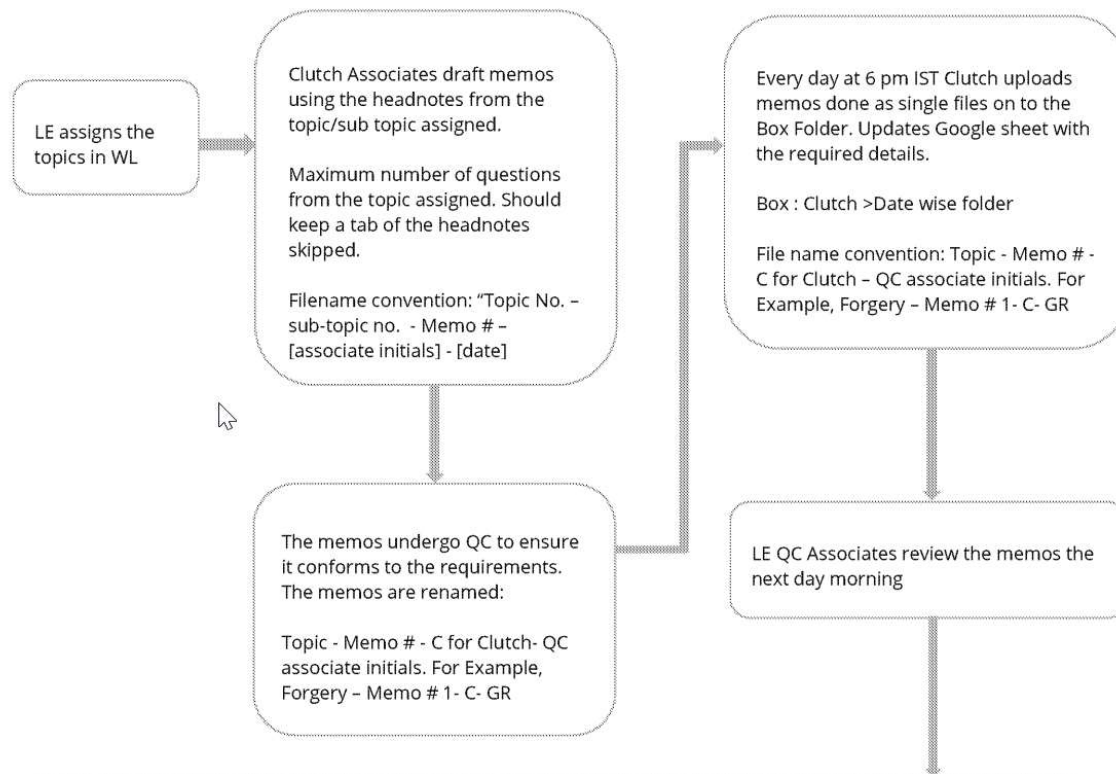 LE assigns the
topics in WL
Clutch Associates draft memos
using the headnotes from the
topic/sub topic assigned.
Maximum number of questions
from the topic assigned. Should
keep a tab of the headnotes
skipped.
Filename convention: “Topic No. –
sub-topic no.  - Memo # –
[associate initials] - [date]
The memos undergo QC to ensure
it conforms to the requirements.
The memos are renamed:
Topic - Memo # - C for Clutch- QC
associate initials. For Example,
Forgery – Memo # 1- C- GR
Every day at 6 pm IST Clutch uploads
memos done as single files on to the
Box Folder. Updates Google sheet with
the required details.
Box : Clutch >Date wise folder
File name convention: Topic - Memo # -
C for Clutch – QC associate initials. For
Example, Forgery – Memo # 1- C- GR
LE QC Associates review the memos the
next day morning